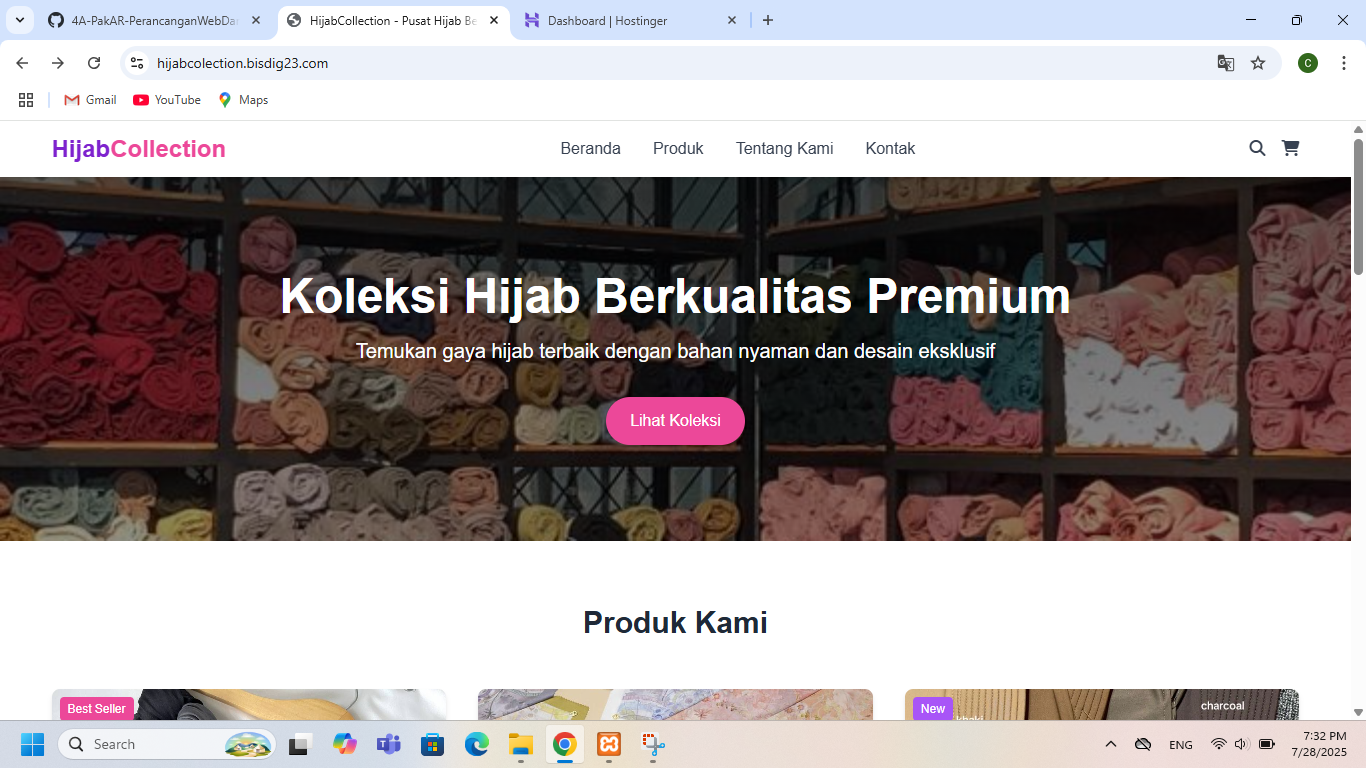 4A-PakAR-PerancanganWebDa
HijabCollection - Pusat Hijab Be
Dashboard | Hostinger
hijabcolection.bisdig23.com
C
Gmail
YouTube
Maps
HijabCollection
Beranda
Produk
Tentang Kami
Kontak
Koleksi Hijab Berkualitas Premium
Temukan gaya hijab terbaik dengan bahan nyaman dan desain eksklusif
Lihat Koleksi
Produk Kami
Best Seller
New
khaki
charcoal
Search
ENG
7:32 PM
7/28/2025